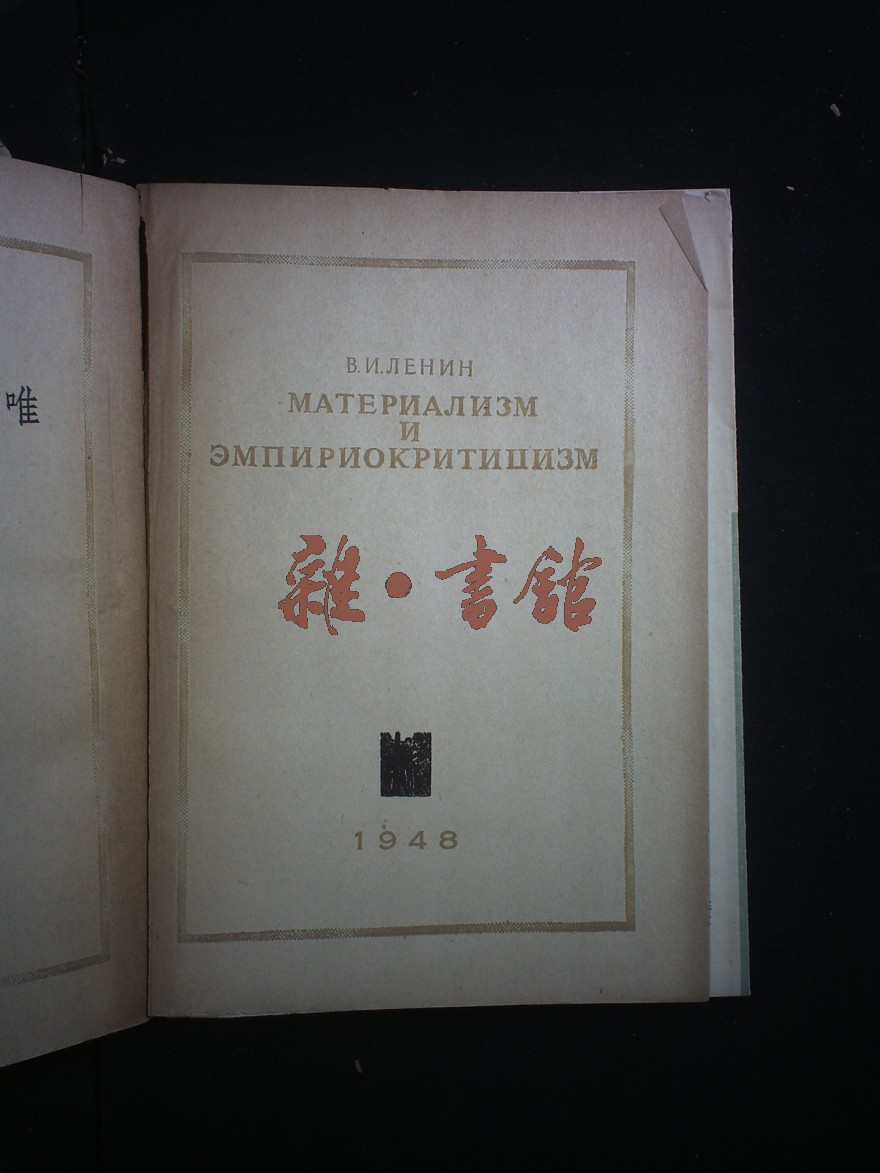 唯
В.И.ЛЕНИН
МАТЕРИАЛИЗМ
И
ЭМПИРИОКРИТИЦИЗМ
雜·書館
1948